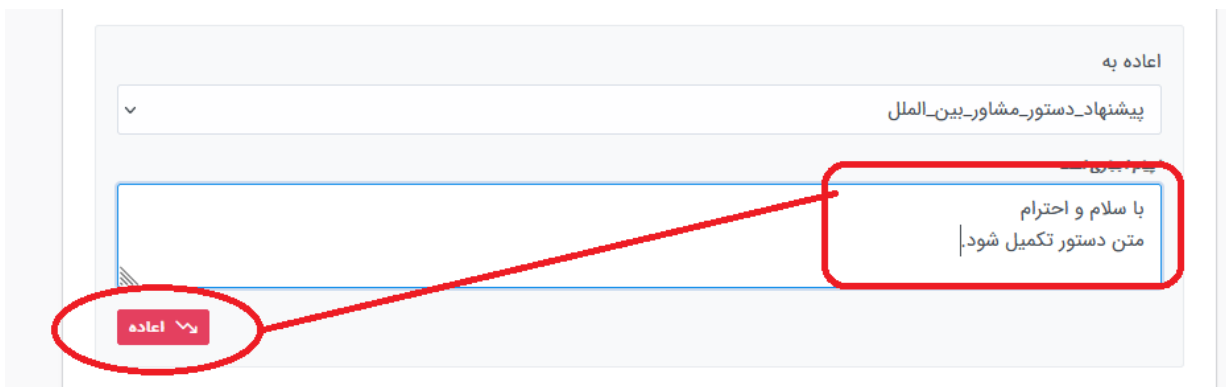 اعاده به
پیشنهاد_دستور_مشاور_بین_الملل
با سلام و احترام
متن دستور تکمیل شود.
اعاده